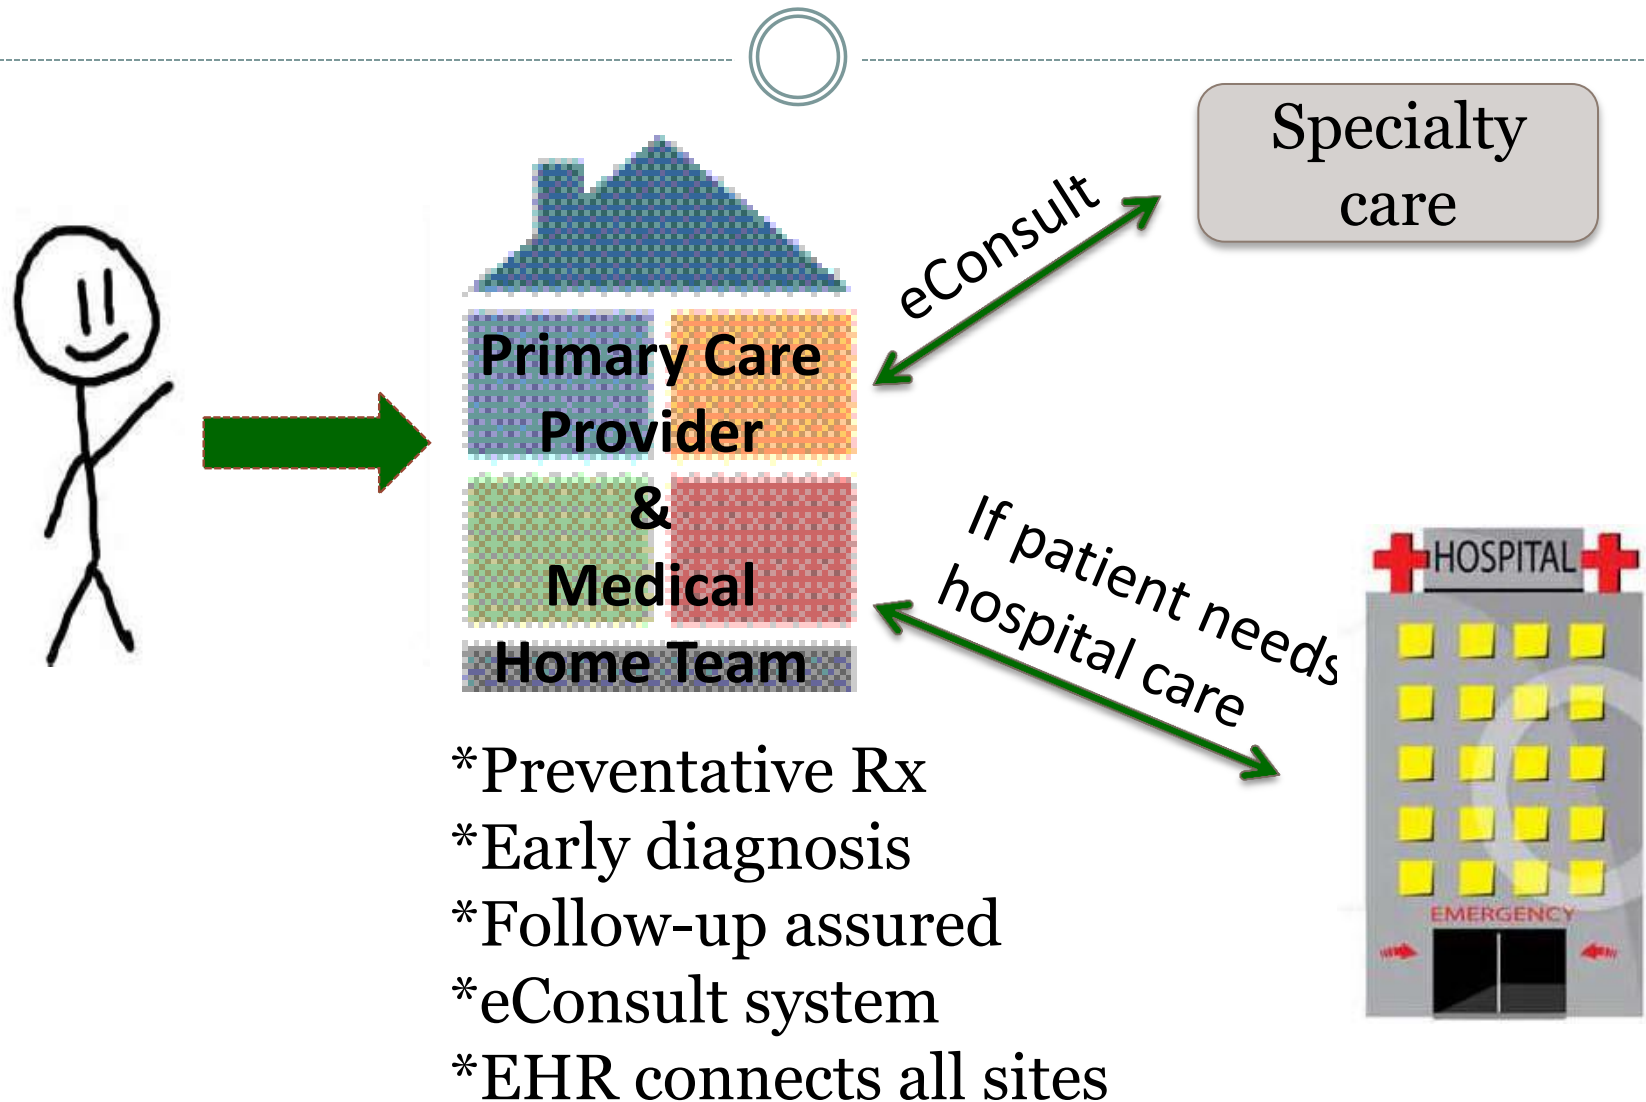 Specialty
care
eConsult
Primary Care
Provider
&
Medical
Home Team
If patient needs
hospital care
HOSPITAL
EMERGENCY
*Preventative Rx
*Early diagnosis
*Follow-up assured
*eConsult system
*EHR connects all sites